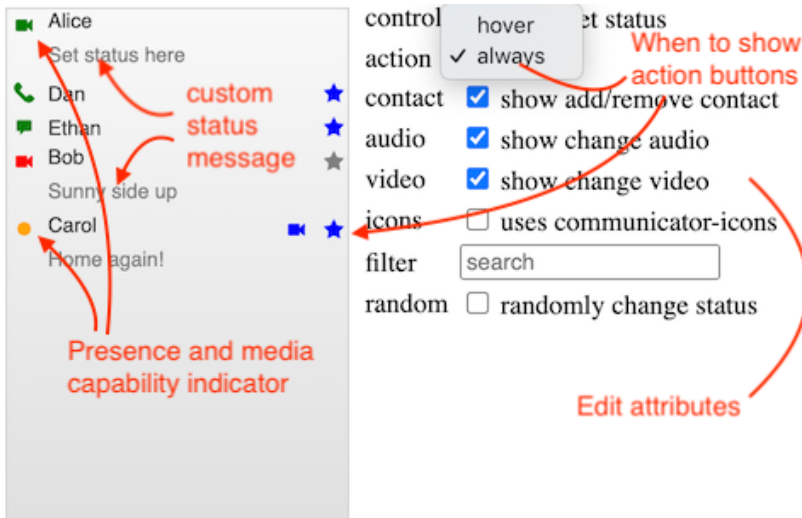 Alice
Set status here
Dan
Ethan
Bob
Sunny side up
Carol
Home again!
custom
status
message
Presence and media
capability indicator
control et status
hover
always
action
contact show add/remove contact
audio show change audio
video show change video
icons uses communicator-icons
filter search
random randomly change status
When to show
action buttons
Edit attributes